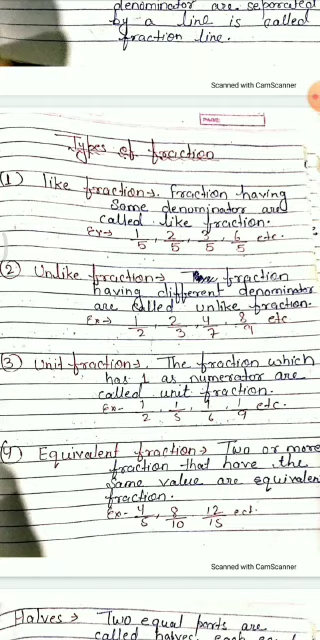 denominator are separated
by a line is called
fraction line.
Scanned with CamScanner
Types of fraction
(1) like fraction → Fraction having
Same denominator are
called like fraction.
Ex → 1/5, 2/5, 3/5, 6/5 etc.
(2) Unlike fraction → fraction
having different denominator
are called unlike fraction.
Ex → 1/2, 2/3, 4/7, 8/9 etc
(3) Unit fraction → The fraction which
has 1 as numerator are
called unit fraction.
Ex - 1/2, 1/5, 1/6, 1/9 etc.
(4) Equivalent fraction → Two or more
fraction that have the
Same value are equivalen
fraction.
Ex - 4/5, 8/10, 12/15 ect.
Scanned with CamScanner
Halves → Two equal parts are
called halves